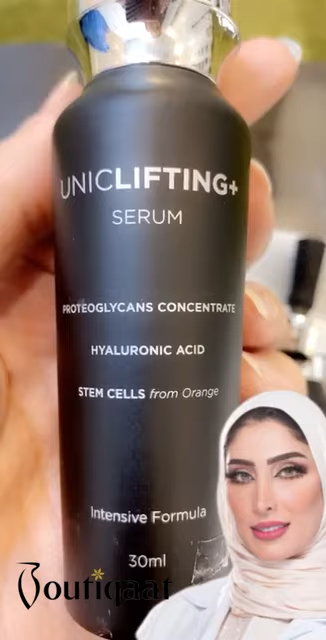 UNICLIFTING+
SERUM
PROTEOGLYCANS CONCENTRATE
HYALURONIC ACID
STEM CELLS from Orange
Intensive Formula
30ml
Boutiqaat